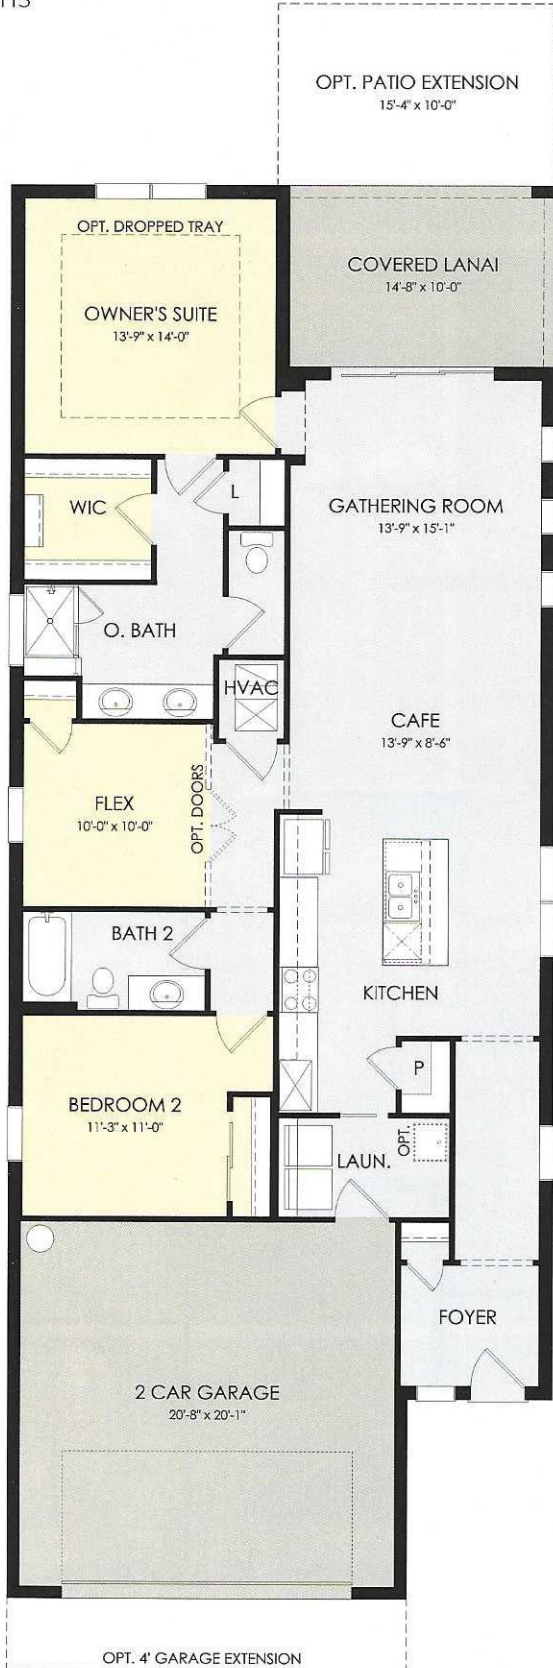 OPT. PATIO EXTENSION
15'-4" x 10'-0"
OPT. DROPPED TRAY
OWNER'S SUITE
13'-9" x 14'-0"
COVERED LANAI
14'-8" x 10'-0"
WIC
L
GATHERING ROOM
13'-9" x 15'-1"
O. BATH
HVAC
CAFE
13'-9" x 8'-6"
FLEX
10'-0" x 10'-0"
OPT. DOORS
BATH 2
KITCHEN
P
BEDROOM 2
11'-3" x 11'-0"
LAUN.
OPT.
FOYER
2 CAR GARAGE
20'-8" x 20'-1"
OPT. 4' GARAGE EXTENSION